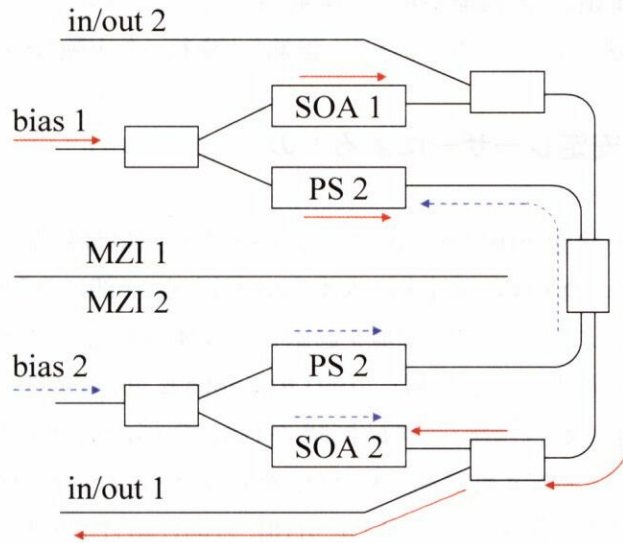 in/out 2
SOA 1
bias 1
PS 2
MZI 1
MZI 2
PS 2
bias 2
SOA 2
in/out 1